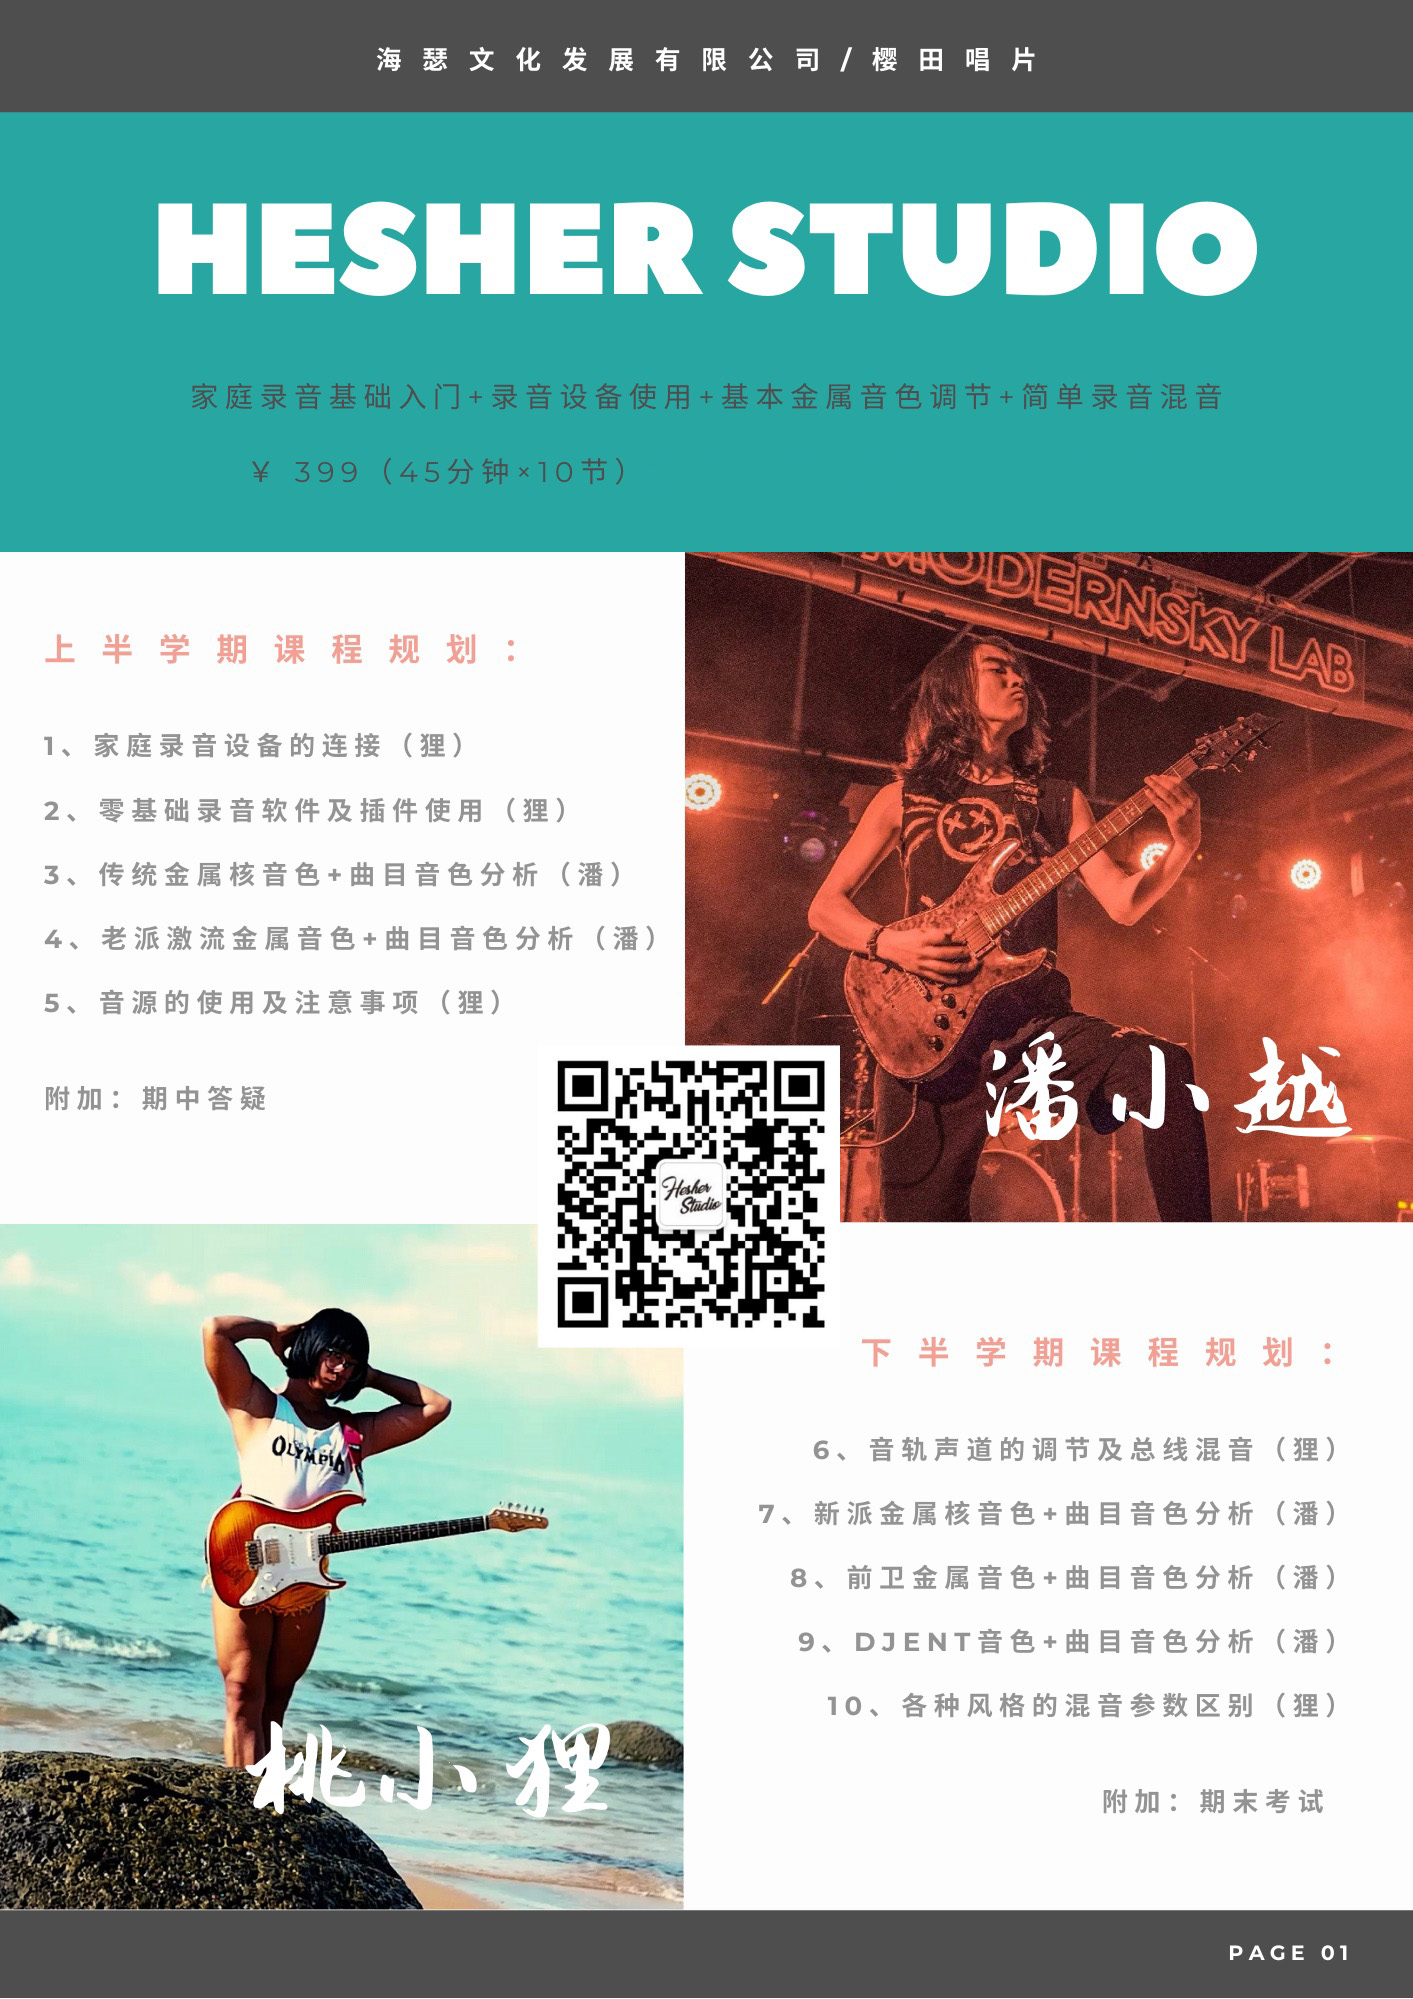 海瑟文化发展有限公司/樱田唱片
HESHER STUDIO
家庭录音基础入门+录音设备使用+基本金属音色调节+简单录音混音
¥ 399（45分钟×10节）
上半学期课程规划：
1、家庭录音设备的连接（狸）
2、零基础录音软件及插件使用（狸）
3、传统金属核音色+曲目音色分析（潘）
4、老派激流金属音色+曲目音色分析（潘）
5、音源的使用及注意事项（狸）
附加：期中答疑
MODERNSKY LAB
潘小越
Hesher
Studio
OLYMPIA
桃小狸
下半学期课程规划：
6、音轨声道的调节及总线混音（狸）
7、新派金属核音色+曲目音色分析（潘）
8、前卫金属音色+曲目音色分析（潘）
9、DJENT音色+曲目音色分析（潘）
10、各种风格的混音参数区别（狸）
附加：期末考试
PAGE 01